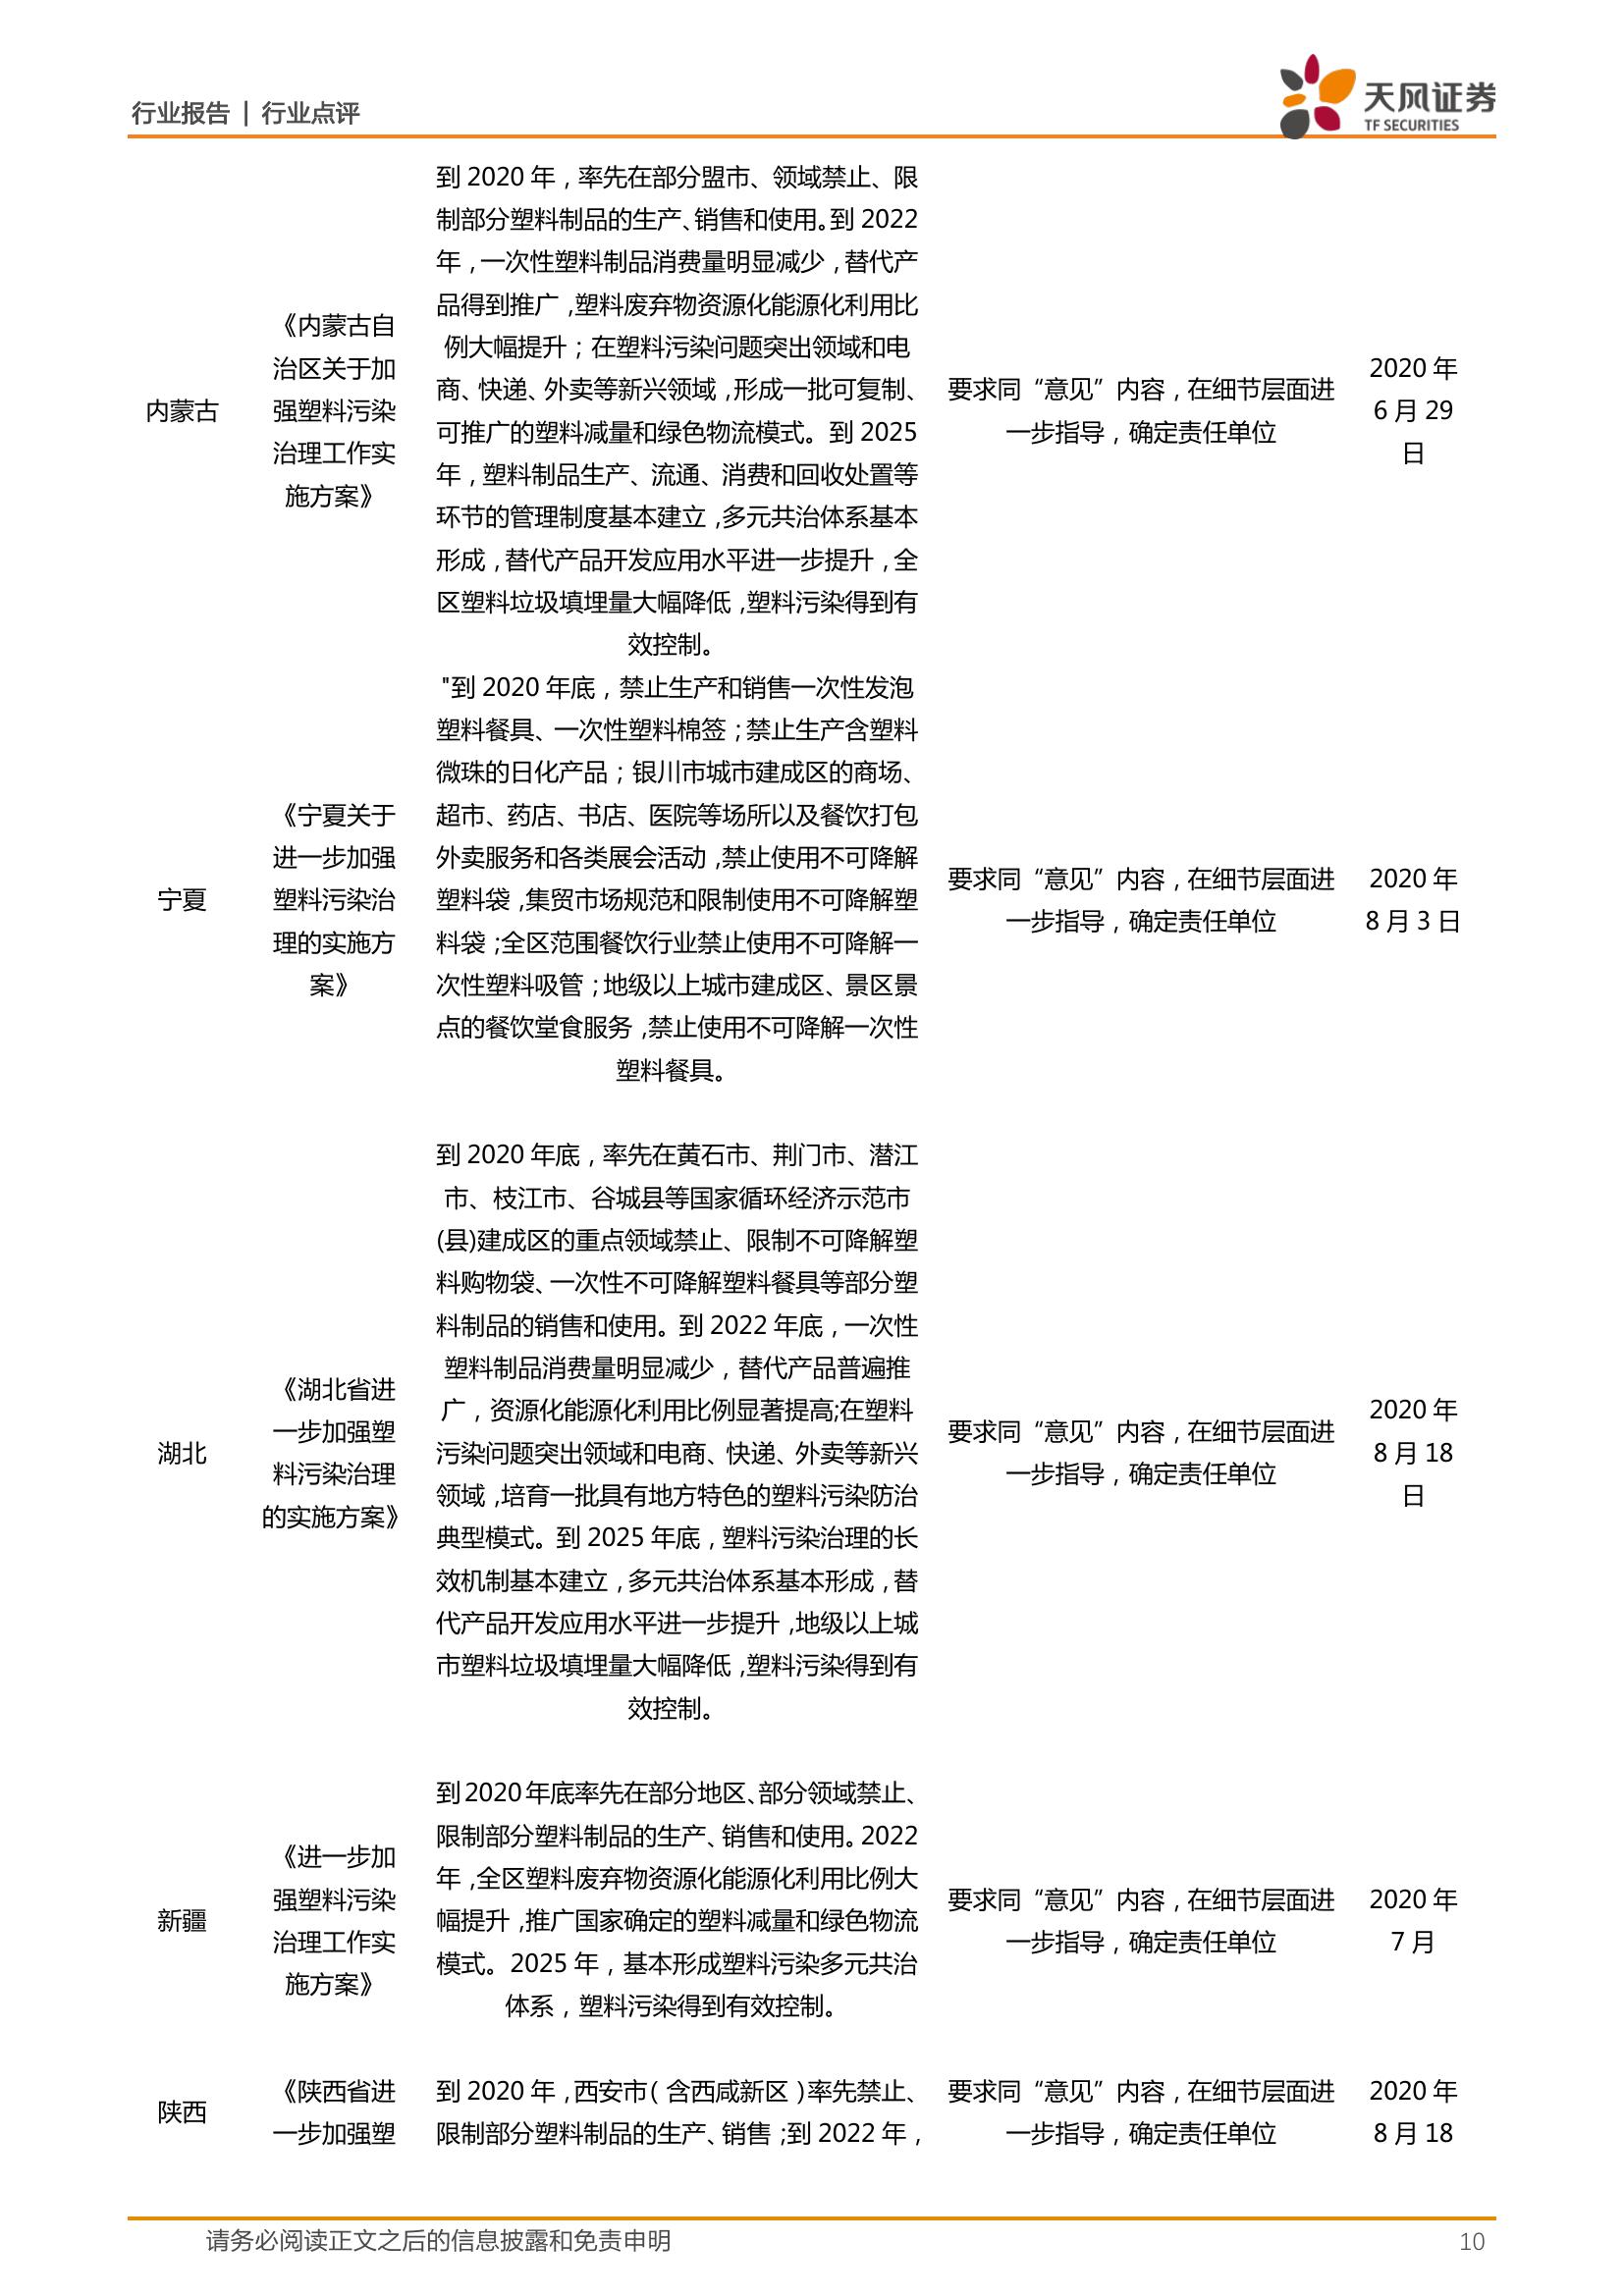 行业报告 | 行业点评
天风证券
TF SECURITIES
内蒙古
《内蒙古自
治区关于加
强塑料污染
治理工作实
施方案》
到 2020 年，率先在部分盟市、领域禁止、限
制部分塑料制品的生产、销售和使用。到 2022
年，一次性塑料制品消费量明显减少，替代产
品得到推广，塑料废弃物资源化能源化利用比
例大幅提升；在塑料污染问题突出领域和电
商、快递、外卖等新兴领域，形成一批可复制、
可推广的塑料减量和绿色物流模式。到 2025
年，塑料制品生产、流通、消费和回收处置等
环节的管理制度基本建立，多元共治体系基本
形成，替代产品开发应用水平进一步提升，全
区塑料垃圾填埋量大幅降低，塑料污染得到有
效控制。
要求同“意见”内容，在细节层面进
一步指导，确定责任单位
2020 年
6 月 29
日
宁夏
《宁夏关于
进一步加强
塑料污染治
理的实施方
案》
"到 2020 年底，禁止生产和销售一次性发泡
塑料餐具、一次性塑料棉签；禁止生产含塑料
微珠的日化产品；银川市城市建成区的商场、
超市、药店、书店、医院等场所以及餐饮打包
外卖服务和各类展会活动，禁止使用不可降解
塑料袋，集贸市场规范和限制使用不可降解塑
料袋；全区范围餐饮行业禁止使用不可降解一
次性塑料吸管；地级以上城市建成区、景区景
点的餐饮堂食服务，禁止使用不可降解一次性
塑料餐具。
要求同“意见”内容，在细节层面进
一步指导，确定责任单位
2020 年
8 月 3 日
湖北
《湖北省进
一步加强塑
料污染治理
的实施方案》
到 2020 年底，率先在黄石市、荆门市、潜江
市、枝江市、谷城县等国家循环经济示范市
(县)建成区的重点领域禁止、限制不可降解塑
料购物袋、一次性不可降解塑料餐具等部分塑
料制品的销售和使用。到 2022 年底，一次性
塑料制品消费量明显减少，替代产品普遍推
广，资源化能源化利用比例显著提高;在塑料
污染问题突出领域和电商、快递、外卖等新兴
领域，培育一批具有地方特色的塑料污染防治
典型模式。到 2025 年底，塑料污染治理的长
效机制基本建立，多元共治体系基本形成，替
代产品开发应用水平进一步提升，地级以上城
市塑料垃圾填埋量大幅降低，塑料污染得到有
效控制。
要求同“意见”内容，在细节层面进
一步指导，确定责任单位
2020 年
8 月 18
日
新疆
《进一步加
强塑料污染
治理工作实
施方案》
到 2020 年底率先在部分地区、部分领域禁止、
限制部分塑料制品的生产、销售和使用。2022
年，全区塑料废弃物资源化能源化利用比例大
幅提升，推广国家确定的塑料减量和绿色物流
模式。2025 年，基本形成塑料污染多元共治
体系，塑料污染得到有效控制。
要求同“意见”内容，在细节层面进
一步指导，确定责任单位
2020 年
7 月
陕西
《陕西省进
一步加强塑
到 2020 年，西安市（含西咸新区）率先禁止、
限制部分塑料制品的生产、销售；到 2022 年，
要求同“意见”内容，在细节层面进
一步指导，确定责任单位
2020 年
8 月 18
请务必阅读正文之后的信息披露和免责申明
10